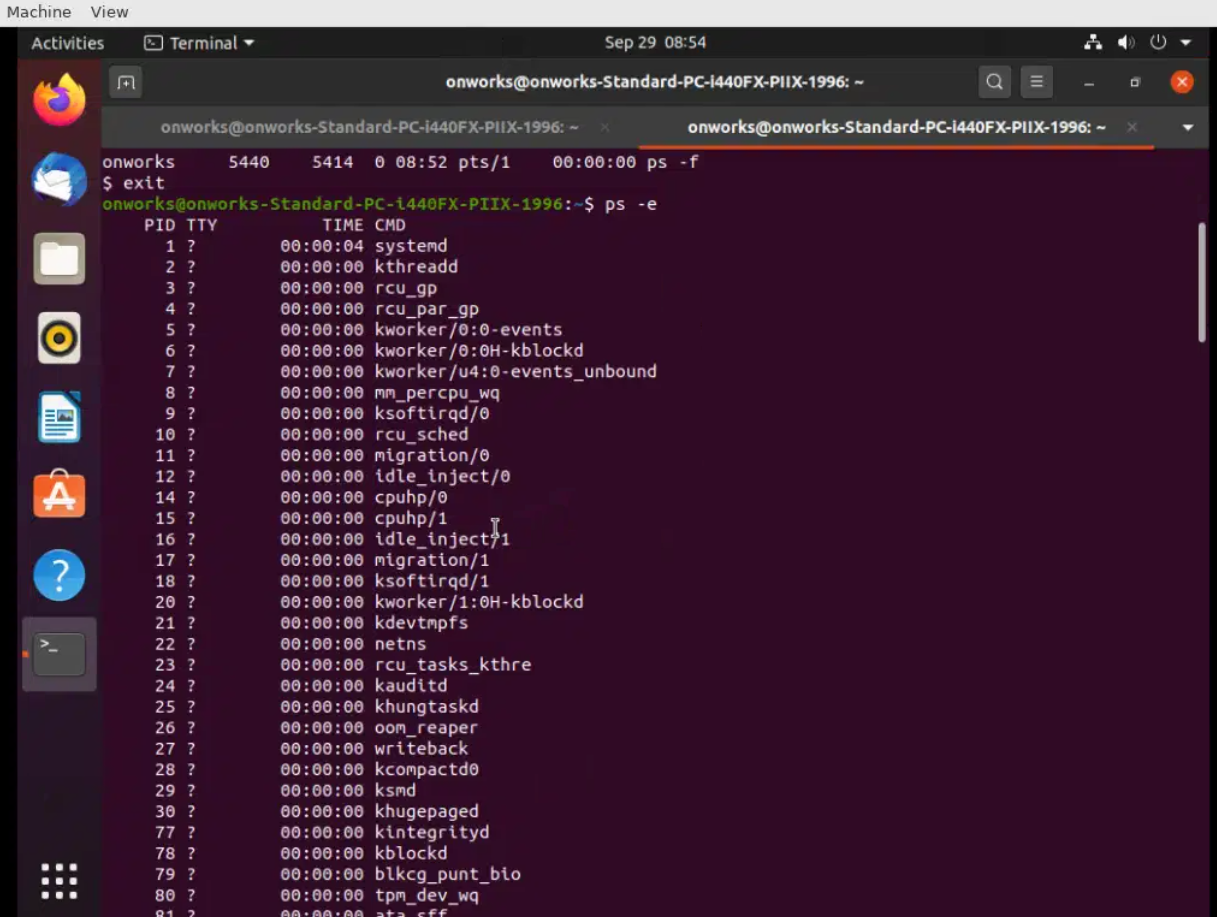 Machine View
Activities Terminal Sep 29 08:54
onworks@onworks-Standard-PC-i440FX-PIIX-1996: ~
onworks@onworks-Standard-PC-i440FX-PIIX-1996: ~ onworks@onworks-Standard-PC-i440FX-PIIX-1996: ~
onworks 5440 5414 0 08:52 pts/1 00:00:00 ps -f
$ exit
onworks@onworks-Standard-PC-i440FX-PIIX-1996:~$ ps -e
PID TTY TIME CMD
1 ? 00:00:04 systemd
2 ? 00:00:00 kthreadd
3 ? 00:00:00 rcu_gp
4 ? 00:00:00 rcu_par_gp
5 ? 00:00:00 kworker/0:0-events
6 ? 00:00:00 kworker/0:0H-kblockd
7 ? 00:00:00 kworker/u4:0-events_unbound
8 ? 00:00:00 mm_percpu_wq
9 ? 00:00:00 ksoftirqd/0
10 ? 00:00:00 rcu_sched
11 ? 00:00:00 migration/0
12 ? 00:00:00 idle_inject/0
14 ? 00:00:00 cpuhp/0
15 ? 00:00:00 cpuhp/1
16 ? 00:00:00 idle_inject/1
17 ? 00:00:00 migration/1
18 ? 00:00:00 ksoftirqd/1
20 ? 00:00:00 kworker/1:0H-kblockd
21 ? 00:00:00 kdevtmpfs
22 ? 00:00:00 netns
23 ? 00:00:00 rcu_tasks_kthre
24 ? 00:00:00 kauditd
25 ? 00:00:00 khungtaskd
26 ? 00:00:00 oom_reaper
27 ? 00:00:00 writeback
28 ? 00:00:00 kcompactd0
29 ? 00:00:00 ksmd
30 ? 00:00:00 khugepaged
77 ? 00:00:00 kintegrityd
78 ? 00:00:00 kblockd
79 ? 00:00:00 blkcg_punt_bio
80 ? 00:00:00 tpm_dev_wq
81 ? 00:00:00 ata_sff